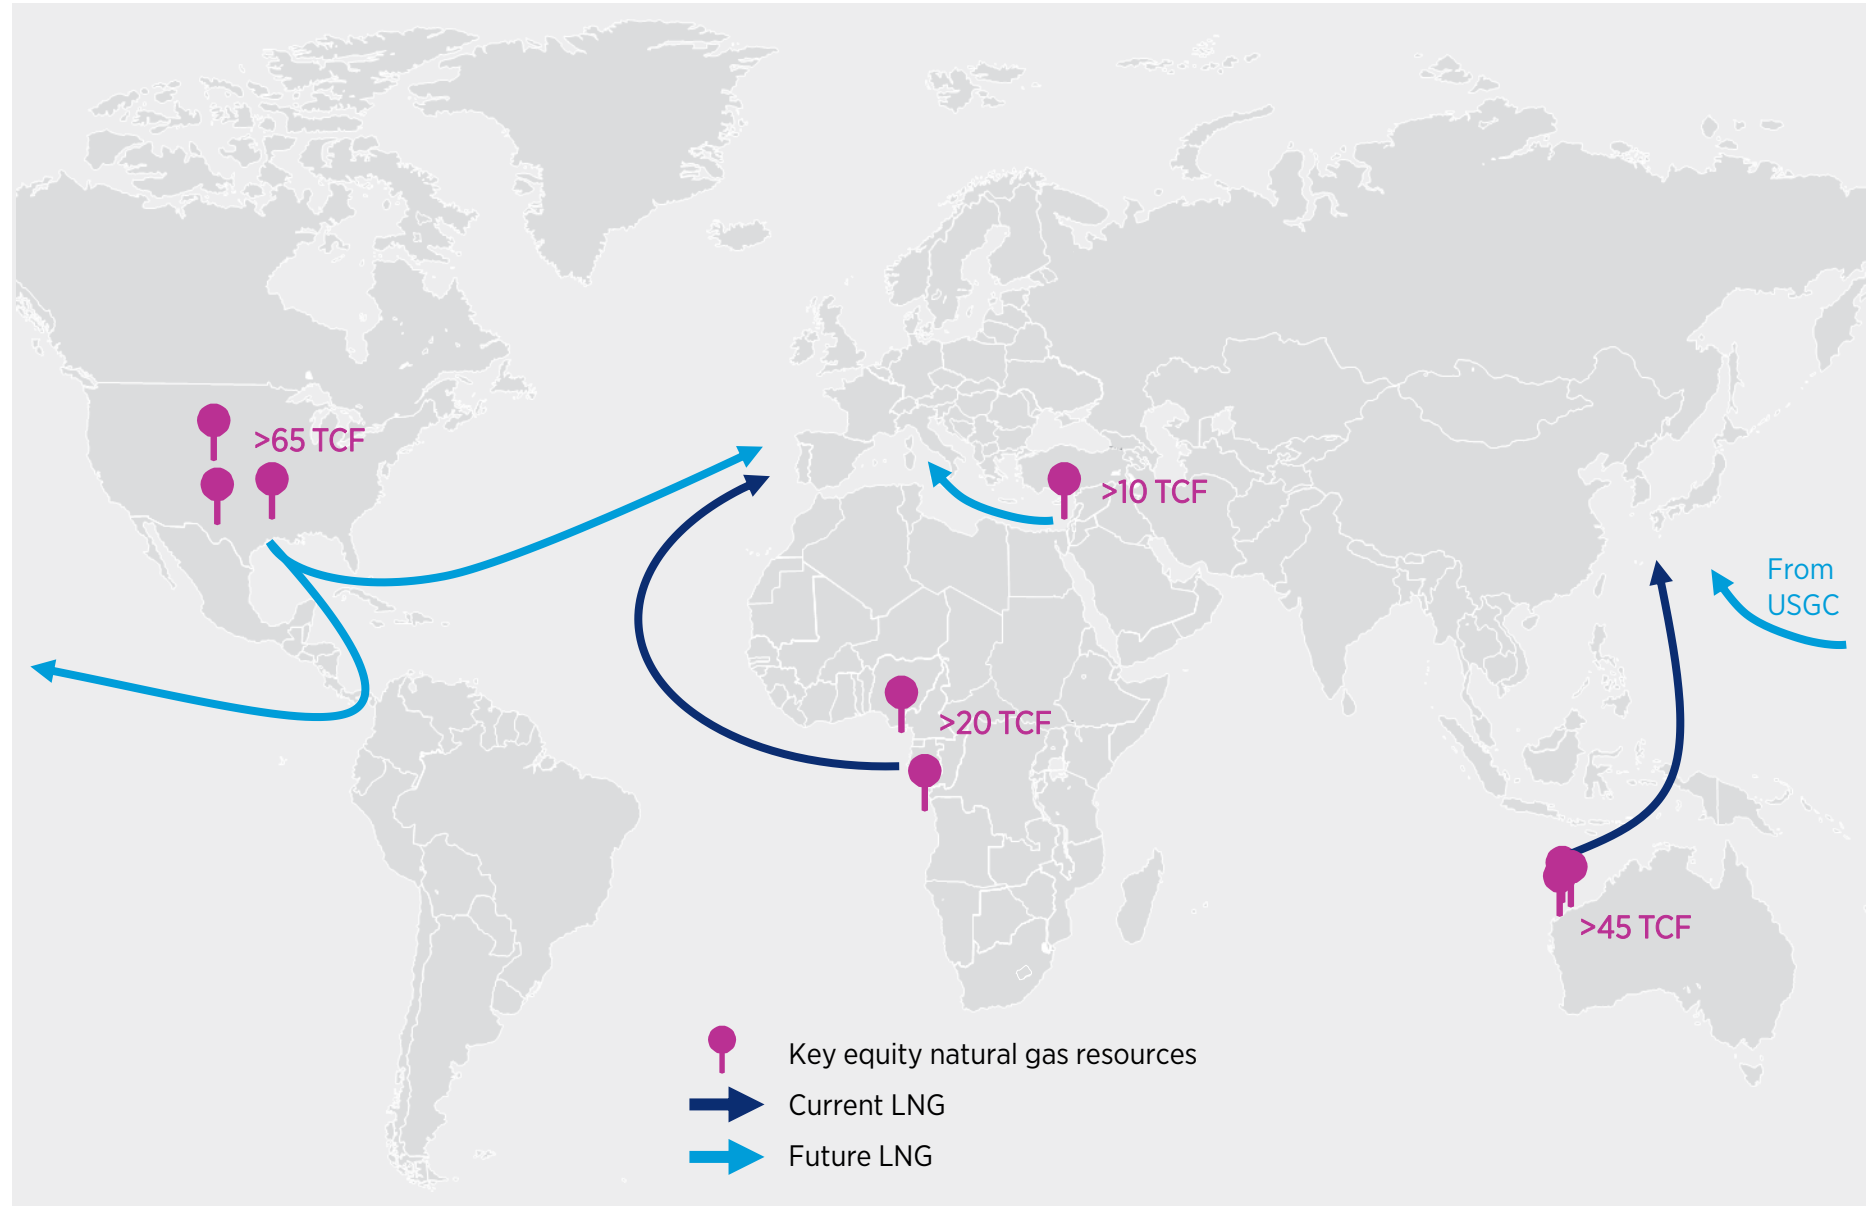 >65 TCF
>10 TCF
From
USGC
>20 TCF
>45 TCF
Key equity natural gas resources
Current LNG
Future LNG